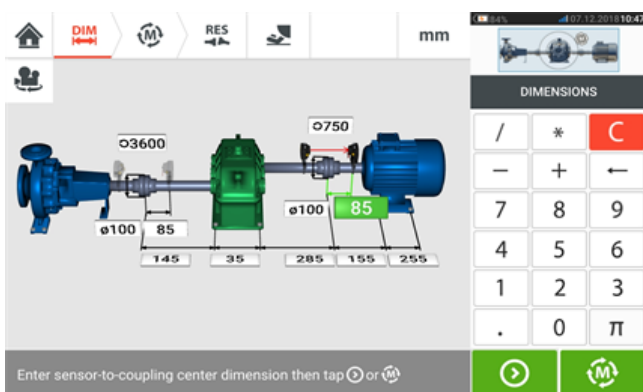 DIM
M
RES
mm
84%
07.12.2018 10:47
DIMENSIONS
3600
750
ø100
85
ø100
85
145
35
285
155
255
/
*
C
−
+
←
7
8
9
4
5
6
1
2
3
.
0
π
Enter sensor-to-coupling center dimension then tap or M
M